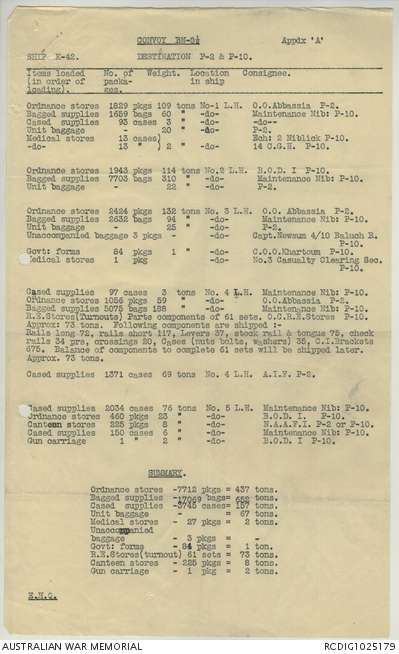 CONVOY BN-5½ Appdx 'A'
SHIP K-42. DESTINATION P-2 & P-10.
Items loaded No. of Weight. Location Consignee.
(in order of packa- in ship
loading). ges.
Ordnance stores 1829 pkgs 109 tons No-1 L.H. O.O.Abbassia P-2.
Bagged supplies 1659 bags 60 " -do- Maintenance Nib: P-10.
Cased supplies 93 cases 3 " -do- -do--
Unit baggage - 20 " -do- P-2.
Medical stores 13 cases) -do- Ech: 2 Niblick P-10.
-do- 13 " ) 2 " -do- 14 C.G.H. P-10.
Ordnance stores 1943 pkgs 114 tons No.2 L.H. B.O.D. I P-10.
Bagged supplies 7703 bags 310 " -do- Maintenance Nib: P-10.
Unit baggage - 22 " -do- P-2.
Ordnance stores 2424 pkgs 132 tons No. 3 L.H. O.O. Abbassia P-2.
Bagged supplies 2632 bags 94 " -do- Maintenance Nib: P-10.
Unit baggage - 25 " -do- P-2.
Unaccompanied baggage 3 pkgs - -do- Capt.Newsum 4/10 Baluch R.
P-10.
Govt: forms 84 pkgs 1 " -do- C.O.O.Khartoum P-10.
Medical stores 1 pkg -do- No.3 Casualty Clearing Sec.
P-10.
Cased supplies 97 cases 3 tons No. 4 L.H. Maintenance Nib: P-10.
Ordnance stores 1056 pkgs 59 " -do- O.O.Abbassia P-2.
Bagged supplies 5075 bags 188 " -do- Maintenance Nib: P-10.
R.E.Stores(Turnouts) Parts components of 61 sets. O.C.R.E.Stores P-10.
Approx: 73 tons. Following components are shipped :-
Rails long 72, rails short 117, Levers 37, stock rail & tongue 75, check
rails 34 prs, crossings 20, Cases (nuts bolts, washers) 35, C.I.Brackets
675. Balance of components to complete 61 sets will be shipped later.
Approx. 73 tons.
Cased supplies 1371 cases 69 tons No. 4 L.H. A.I.F. P-2.
Cased supplies 2034 cases 76 tons No. 5 L.H. Maintenance Nib: P-10.
Ordnance stores 460 pkgs 23 " -do- B.O.D. I. P-10.
Canteen stores 225 pkgs 8 " -do- N.A.A.F.I. P-2 or P-10.
Cased supplies 150 cases 6 " -do- Maintenance Nib: P-10.
Gun carriage 1 " 2 " -do- B.O.D. I P-10.
SUMMARY.
Ordnance stores -7712 pkgs = 437 tons.
Bagged supplies -17069 bags= 652 tons.
Cased supplies -3745 cases= 157 tons.
Unit baggage - = 67 tons.
Medical stores - 27 pkgs = 2 tons.
Unaccompanied
baggage - 3 pkgs = -
Govt: forms - 84 pkgs = 1 ton.
R.E.Stores(turnout) 61 sets = 73 tons.
Canteen stores - 225 pkgs = 8 tons.
Gun carriage - 1 pkg = 2 tons.
E.H.Q.
AUSTRALIAN WAR MEMORIAL RCDIG1025179